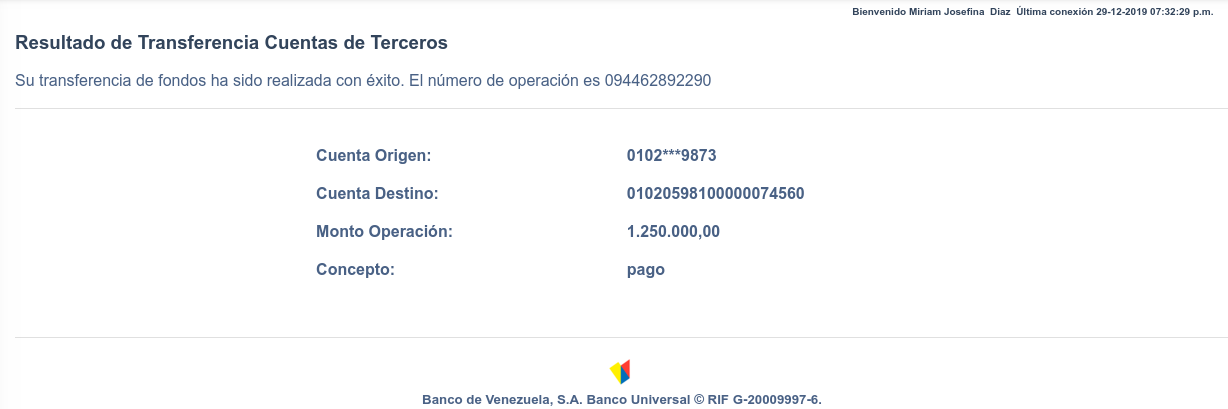 Bienvenido Miriam Josefina Diaz Última conexión 29-12-2019 07:32:29 p.m.
Resultado de Transferencia Cuentas de Terceros
Su transferencia de fondos ha sido realizada con éxito. El número de operación es 094462892290
Cuenta Origen: 0102***9873
Cuenta Destino: 01020598100000074560
Monto Operación: 1.250.000,00
Concepto: pago
Banco de Venezuela, S.A. Banco Universal © RIF G-20009997-6.